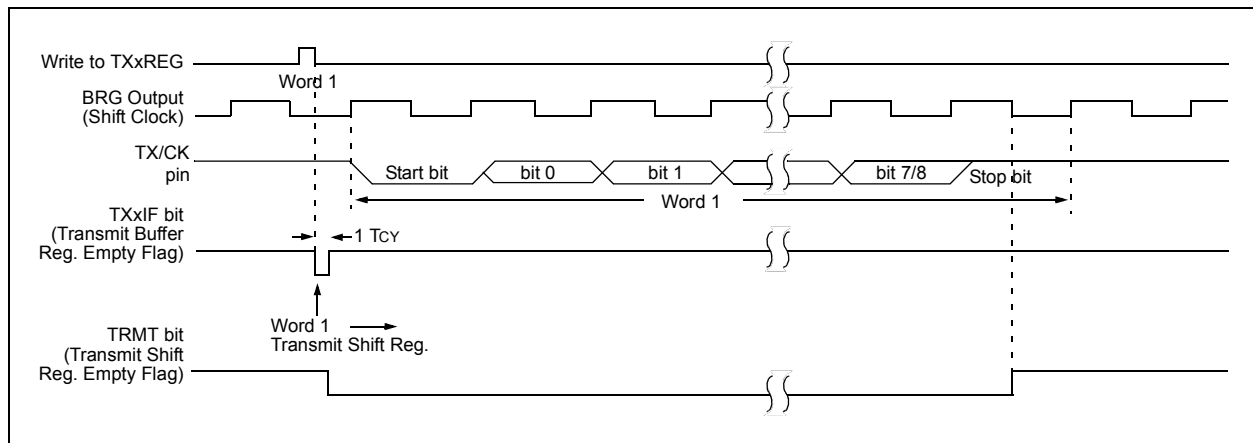 Write to TXxREG
Word 1
BRG Output
(Shift Clock)
TX/CK
pin
Start bit
bit 0
bit 1
bit 7/8
Stop bit
Word 1
TXxIF bit
(Transmit Buffer
Reg. Empty Flag)
1 TCY
Word 1
Transmit Shift Reg.
TRMT bit
(Transmit Shift
Reg. Empty Flag)